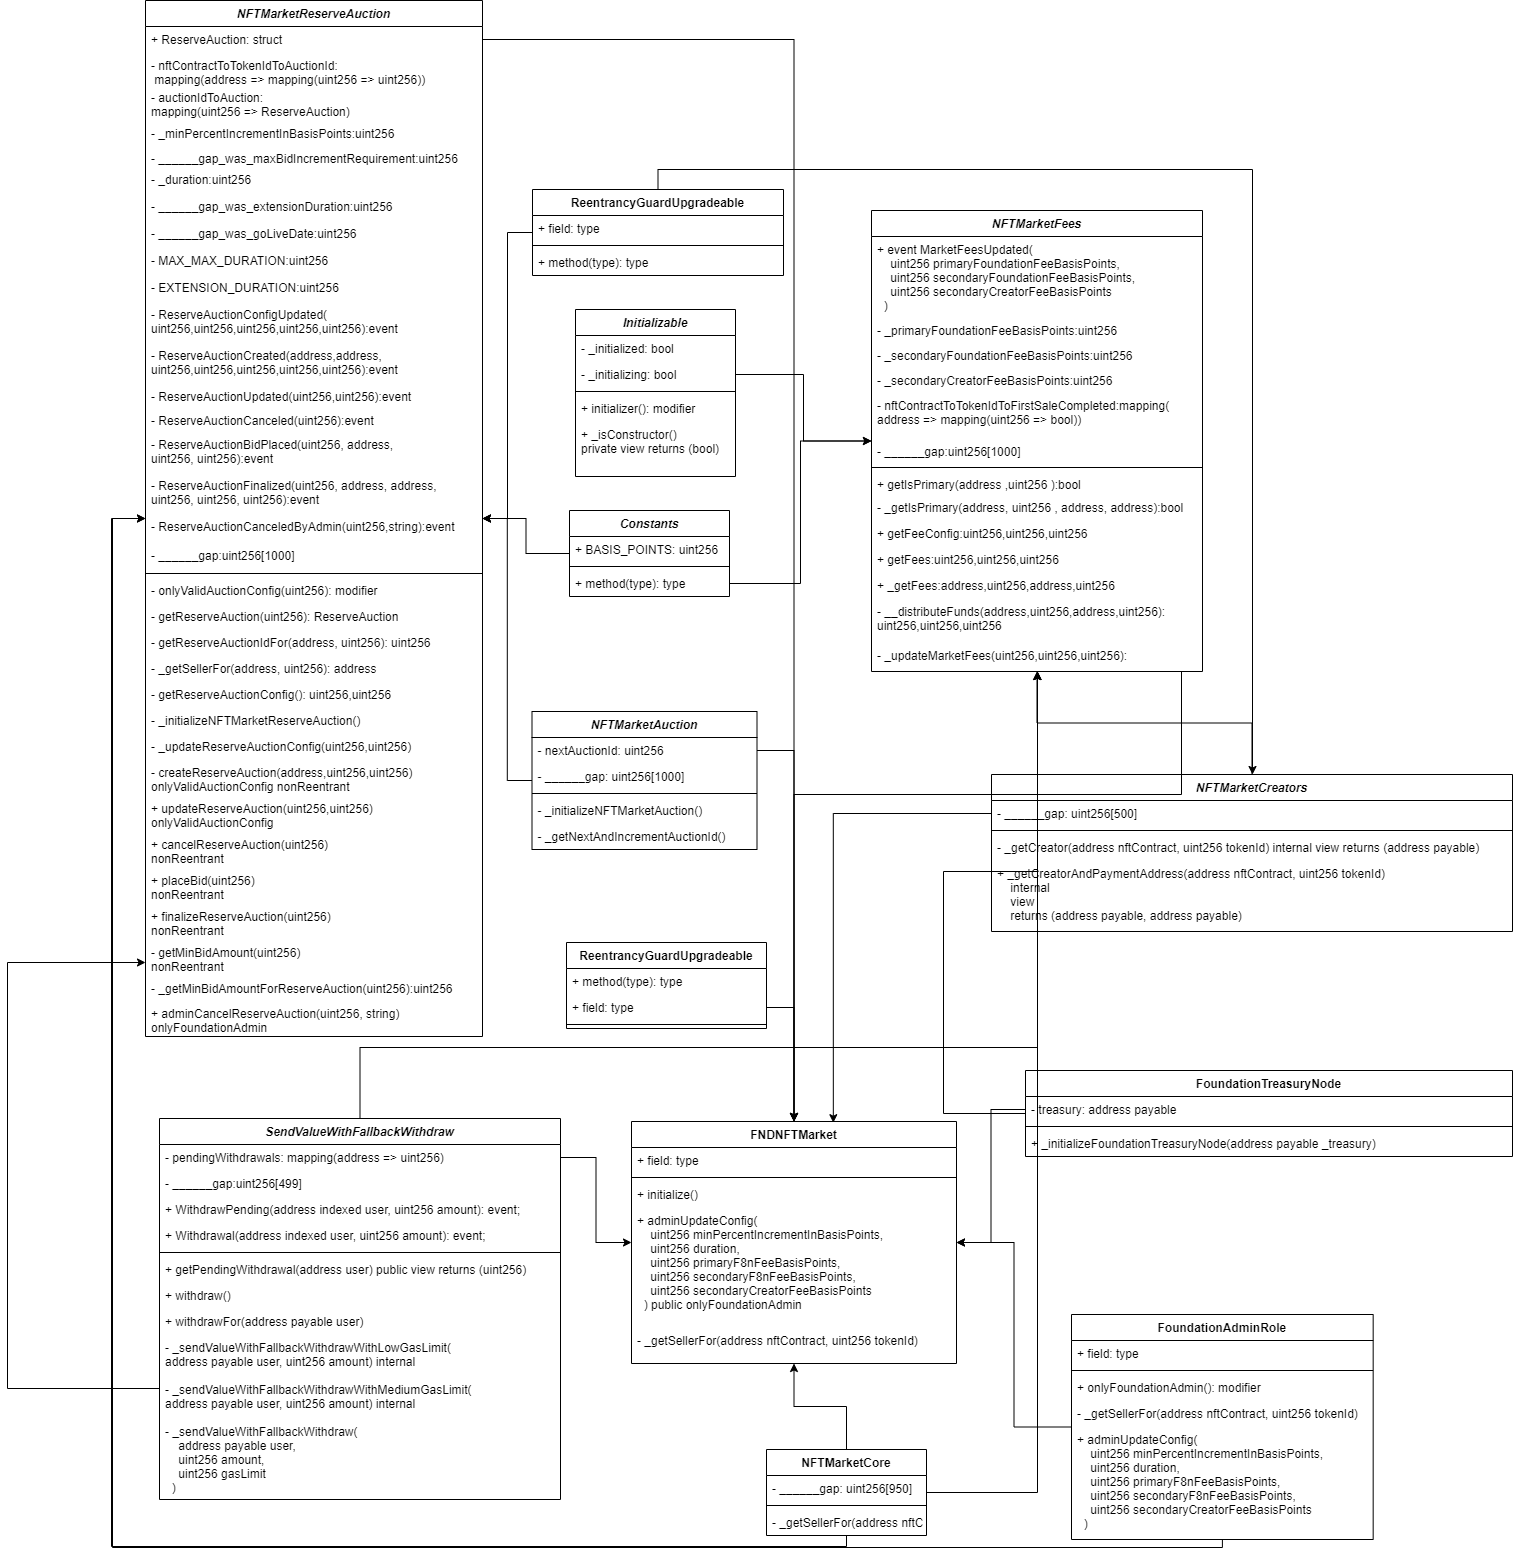 NFTMarketReserveAuction
+ ReserveAuction: struct
- nftContractToTokenIdToAuctionId:
mapping(address => mapping(uint256 => uint256))
- auctionIdToAuction:
mapping(uint256 => ReserveAuction)
- _minPercentIncrementInBasisPoints:uint256
- ______gap_was_maxBidIncrementRequirement:uint256
- _duration:uint256
- ______gap_was_extensionDuration:uint256
- ______gap_was_goLiveDate:uint256
- MAX_MAX_DURATION:uint256
- EXTENSION_DURATION:uint256
- ReserveAuctionConfigUpdated(
uint256,uint256,uint256,uint256,uint256):event
- ReserveAuctionCreated(address,address,
uint256,uint256,uint256,uint256,uint256):event
- ReserveAuctionUpdated(uint256,uint256):event
- ReserveAuctionCanceled(uint256):event
- ReserveAuctionBidPlaced(uint256, address,
uint256, uint256):event
- ReserveAuctionFinalized(uint256, address, address,
uint256, uint256, uint256):event
- ReserveAuctionCanceledByAdmin(uint256,string):event
- ______gap:uint256[1000]
- onlyValidAuctionConfig(uint256): modifier
- getReserveAuction(uint256): ReserveAuction
- getReserveAuctionIdFor(address, uint256): uint256
- _getSellerFor(address, uint256): address
- getReserveAuctionConfig(): uint256,uint256
- _initializeNFTMarketReserveAuction()
- _updateReserveAuctionConfig(uint256,uint256)
- createReserveAuction(address,uint256,uint256)
onlyValidAuctionConfig nonReentrant
+ updateReserveAuction(uint256,uint256)
onlyValidAuctionConfig
+ cancelReserveAuction(uint256)
nonReentrant
+ placeBid(uint256)
nonReentrant
+ finalizeReserveAuction(uint256)
nonReentrant
- getMinBidAmount(uint256)
nonReentrant
- _getMinBidAmountForReserveAuction(uint256):uint256
+ adminCancelReserveAuction(uint256, string)
onlyFoundationAdmin
ReentrancyGuardUpgradeable
+ field: type
+ method(type): type
Initializable
- _initialized: bool
- _initializing: bool
+ initializer(): modifier
+ _isConstructor()
private view returns (bool)
Constants
+ BASIS_POINTS: uint256
+ method(type): type
NFTMarketFees
+ event MarketFeesUpdated(
uint256 primaryFoundationFeeBasisPoints,
uint256 secondaryFoundationFeeBasisPoints,
uint256 secondaryCreatorFeeBasisPoints
)
- _primaryFoundationFeeBasisPoints:uint256
- _secondaryFoundationFeeBasisPoints:uint256
- _secondaryCreatorFeeBasisPoints:uint256
- nftContractToTokenIdToFirstSaleCompleted:mapping(
address => mapping(uint256 => bool))
- ______gap:uint256[1000]
+ getIsPrimary(address ,uint256 ):bool
- _getIsPrimary(address, uint256 , address, address):bool
+ getFeeConfig:uint256,uint256,uint256
+ getFees:uint256,uint256,uint256
+ _getFees:address,uint256,address,uint256
- __distributeFunds(address,uint256,address,uint256):
uint256,uint256,uint256
- _updateMarketFees(uint256,uint256,uint256):
NFTMarketAuction
- nextAuctionId: uint256
- ______gap: uint256[1000]
- _initializeNFTMarketAuction()
- _getNextAndIncrementAuctionId()
NFTMarketCreators
- ______gap: uint256[500]
- _getCreator(address nftContract, uint256 tokenId) internal view returns (address payable)
+ _getCreatorAndPaymentAddress(address nftContract, uint256 tokenId)
internal
view
returns (address payable, address payable)
ReentrancyGuardUpgradeable
+ method(type): type
+ field: type
FoundationTreasuryNode
- treasury: address payable
+ _initializeFoundationTreasuryNode(address payable _treasury)
SendValueWithFallbackWithdraw
- pendingWithdrawals: mapping(address => uint256)
- ______gap:uint256[499]
+ WithdrawPending(address indexed user, uint256 amount): event;
+ Withdrawal(address indexed user, uint256 amount): event;
+ getPendingWithdrawal(address user) public view returns (uint256)
+ withdraw()
+ withdrawFor(address payable user)
- _sendValueWithFallbackWithdrawWithLowGasLimit(
address payable user, uint256 amount) internal
- _sendValueWithFallbackWithdrawWithMediumGasLimit(
address payable user, uint256 amount) internal
- _sendValueWithFallbackWithdraw(
address payable user,
uint256 amount,
uint256 gasLimit
)
FNDNFTMarket
+ field: type
+ initialize()
+ adminUpdateConfig(
uint256 minPercentIncrementInBasisPoints,
uint256 duration,
uint256 primaryF8nFeeBasisPoints,
uint256 secondaryF8nFeeBasisPoints,
uint256 secondaryCreatorFeeBasisPoints
) public onlyFoundationAdmin
- _getSellerFor(address nftContract, uint256 tokenId)
FoundationAdminRole
+ field: type
+ onlyFoundationAdmin(): modifier
- _getSellerFor(address nftContract, uint256 tokenId)
+ adminUpdateConfig(
uint256 minPercentIncrementInBasisPoints,
uint256 duration,
uint256 primaryF8nFeeBasisPoints,
uint256 secondaryF8nFeeBasisPoints,
uint256 secondaryCreatorFeeBasisPoints
)
NFTMarketCore
- ______gap: uint256[950]
- _getSellerFor(address nftC